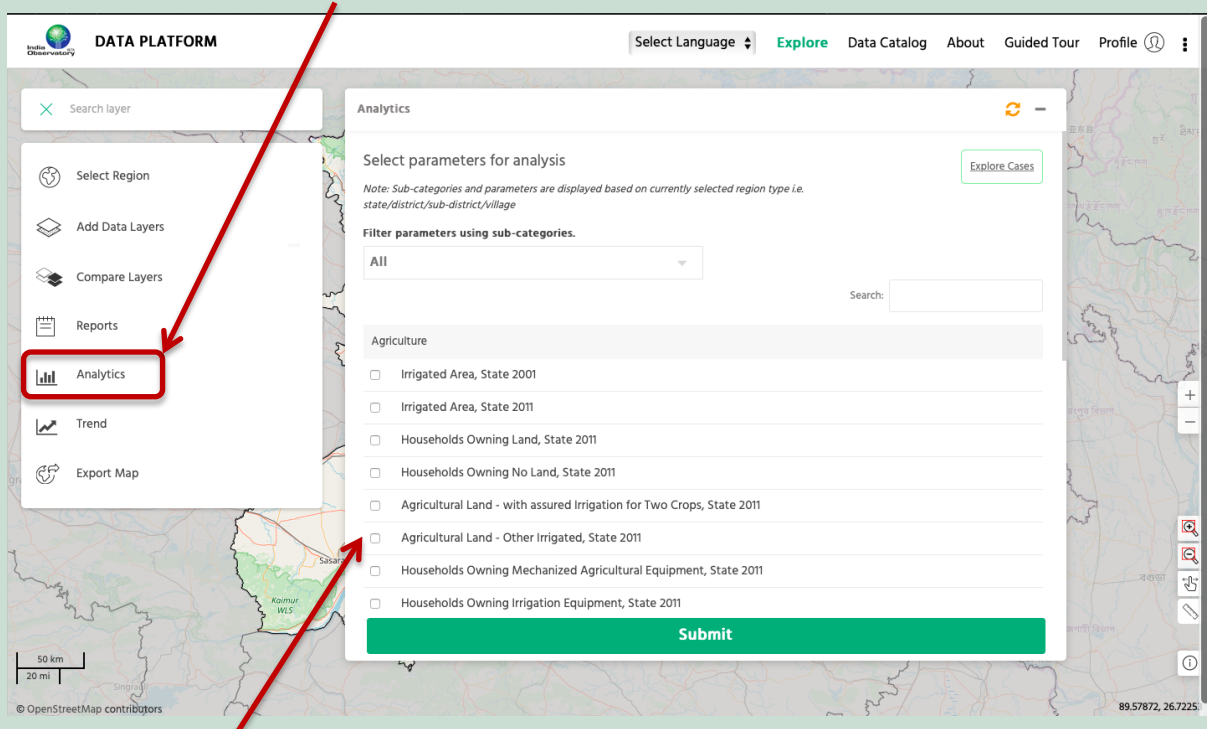 India Observatory
DATA PLATFORM
Select Language
Explore
Data Catalog
About
Guided Tour
Profile
Search layer
Select Region
Add Data Layers
Compare Layers
Reports
Analytics
Trend
Export Map
Analytics
Select parameters for analysis
Explore Cases
Note: Sub-categories and parameters are displayed based on currently selected region type i.e.
state/district/sub-district/village
Filter parameters using sub-categories.
All
Search:
Agriculture
Irrigated Area, State 2001
Irrigated Area, State 2011
Households Owning Land, State 2011
Households Owning No Land, State 2011
Agricultural Land - with assured Irrigation for Two Crops, State 2011
Agricultural Land - Other Irrigated, State 2011
Households Owning Mechanized Agricultural Equipment, State 2011
Households Owning Irrigation Equipment, State 2011
Submit
Kaimur
WLS
50 km
20 mi
© OpenStreetMap contributors
89.57872, 26.7225